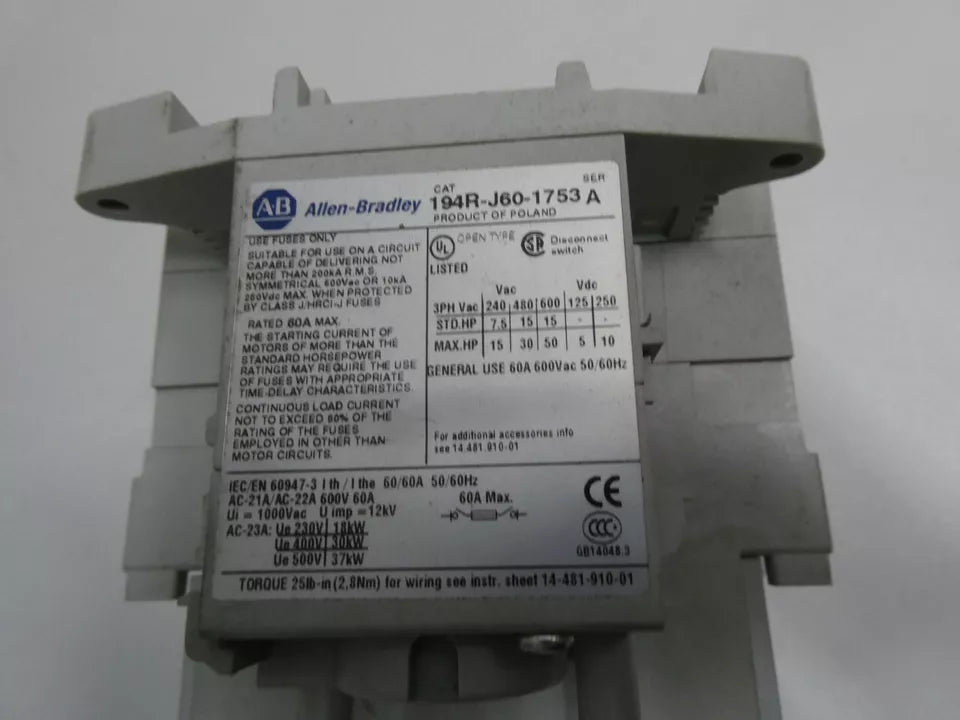 AB Allen-Bradley
CAT SER
194R-J60-1753 A
PRODUCT OF POLAND
USE FUSES ONLY
SUITABLE FOR USE ON A CIRCUIT
CAPABLE OF DELIVERING NOT
MORE THAN 200kA R.M.S.
SYMMETRICAL 600Vac OR 10kA
250Vdc MAX. WHEN PROTECTED
BY CLASS J/HRCI-J FUSES
RATED 60A MAX.
THE STARTING CURRENT OF
MOTORS OF MORE THAN THE
STANDARD HORSEPOWER
RATINGS MAY REQUIRE THE USE
OF FUSES WITH APPROPRIATE
TIME-DELAY CHARACTERISTICS.
CONTINUOUS LOAD CURRENT
NOT TO EXCEED 80% OF THE
RATING OF THE FUSES
EMPLOYED IN OTHER THAN
MOTOR CIRCUITS.
UL OPEN TYPE SA Disconnect
switch
LISTED
Vac Vdc
3PH Vac 240 480 600 125 250
STD.HP 7.5 15 15 - -
MAX.HP 15 30 50 5 10
GENERAL USE 60A 600Vac 50/60Hz
For additional accessories info
see 14-481-910-01
IEC/EN 60947-3 I th / I the 60/60A 50/60Hz
AC-21A/AC-22A 600V 60A
Ui = 1000Vac U imp = 12kV
AC-23A: Ue 230V 18kW
Ue 400V 30kW
Ue 500V 37kW
60A Max.
CE
CCC
GB14048.3
TORQUE 25lb-in (2,8Nm) for wiring see instr. sheet 14-481-910-01